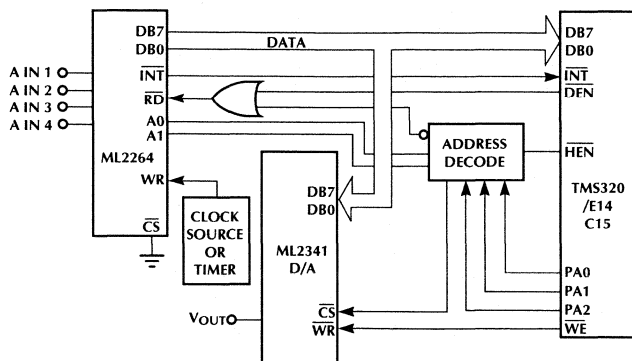 DB7
DB0
DATA
DB7
DB0
A IN 1
A IN 2
A IN 3
A IN 4
INT
RD
A0
A1
ML2264
WR
CS
INT
DEN
ADDRESS
DECODE
HEN
TMS320
/E14
C15
CLOCK
SOURCE
OR
TIMER
DB7
DB0
ML2341
D/A
CS
WR
VOUT
PA0
PA1
PA2
WE